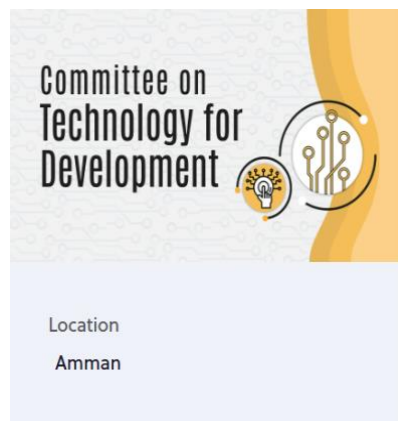 Committee on
Technology for
Development
Location
Amman